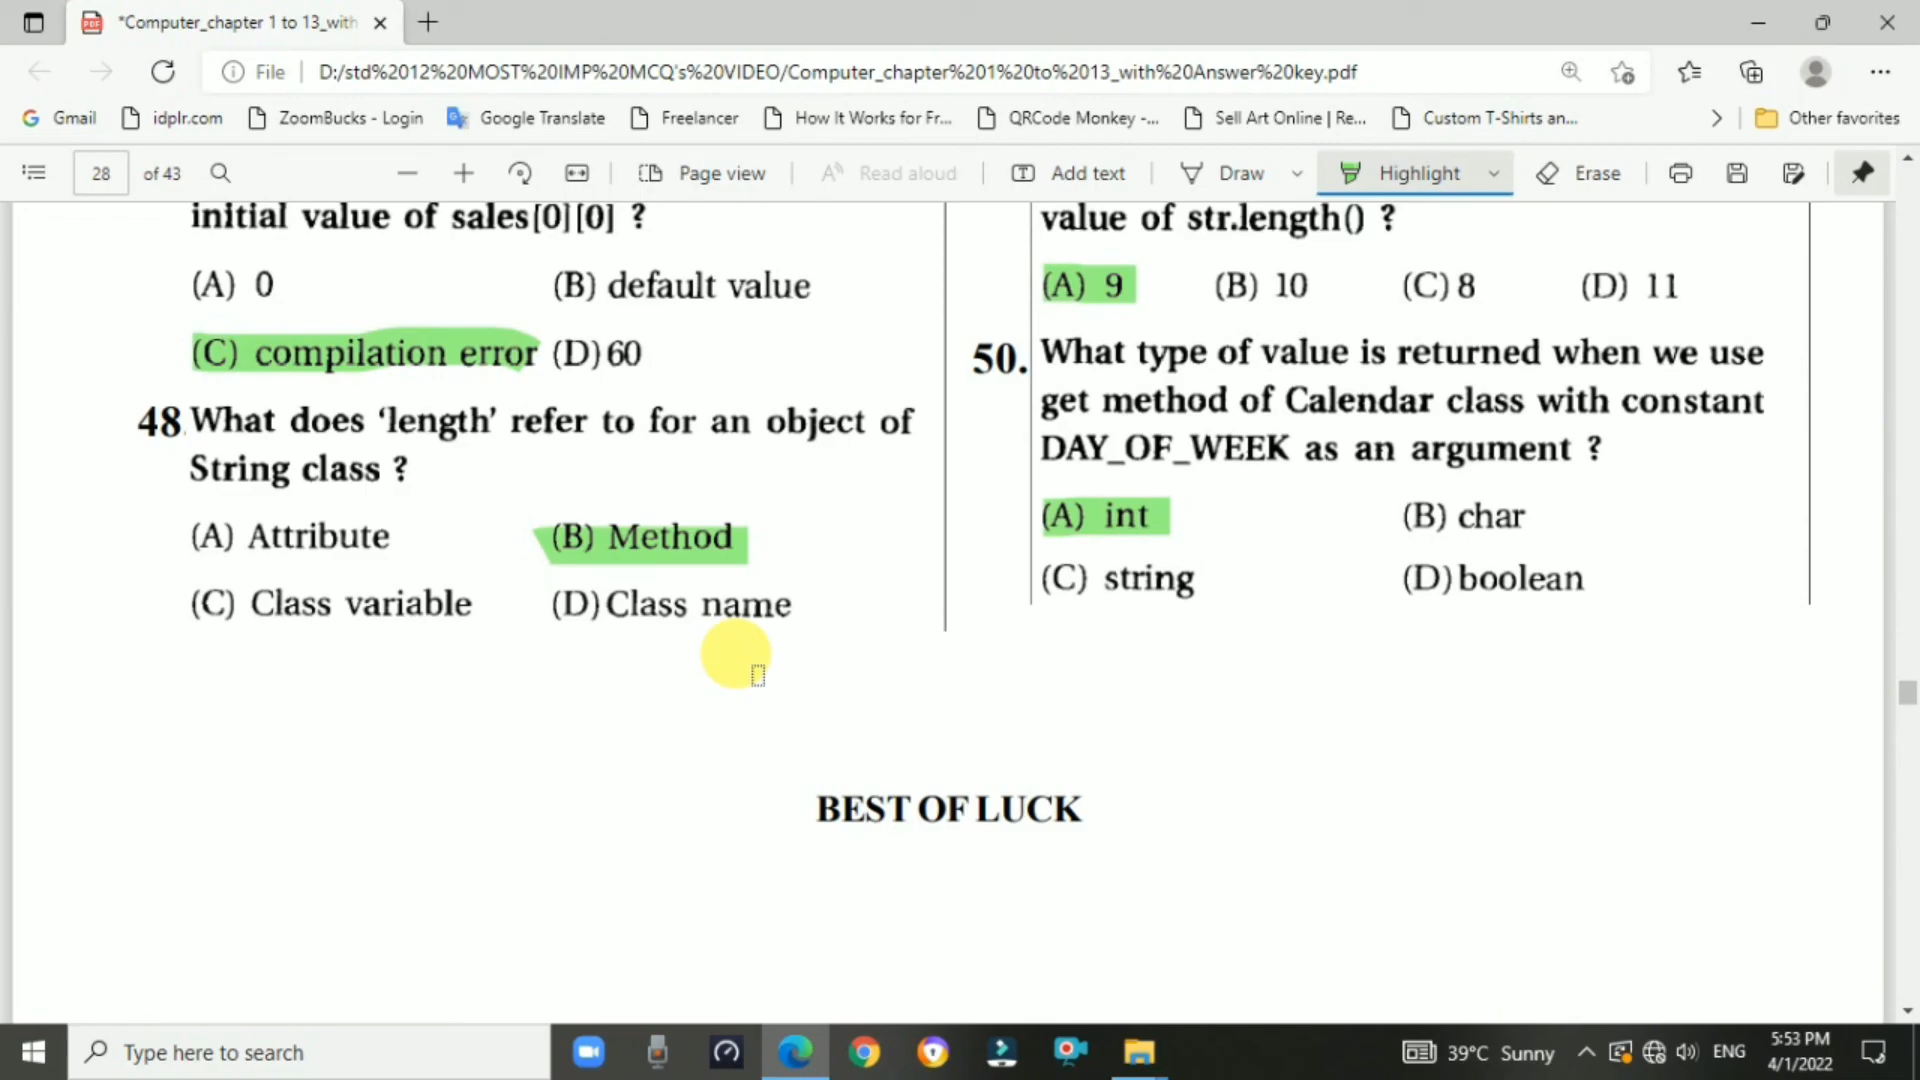 *Computer_chapter 1 to 13_with
File
D:/std%2012%20MOST%20IMP%20MCQ's%20VIDEO/Computer_chapter%201%20to%2013_with%20Answer%20key.pdf
Gmail
idplr.com
ZoomBucks - Login
Google Translate
Freelancer
How It Works for Fr...
QRCode Monkey -...
Sell Art Online | Re...
Custom T-Shirts an...
Other favorites
28 of 43
Page view
Read aloud
Add text
Draw
Highlight
Erase
initial value of sales[0][0] ?
(A) 0 (B) default value
(C) compilation error (D) 60
48. What does ‘length’ refer to for an object of
String class ?
(A) Attribute (B) Method
(C) Class variable (D) Class name
value of str.length() ?
(A) 9 (B) 10 (C) 8 (D) 11
50. What type of value is returned when we use
get method of Calendar class with constant
DAY_OF_WEEK as an argument ?
(A) int (B) char
(C) string (D) boolean
BEST OF LUCK
Type here to search
39°C Sunny
ENG
5:53 PM
4/1/2022